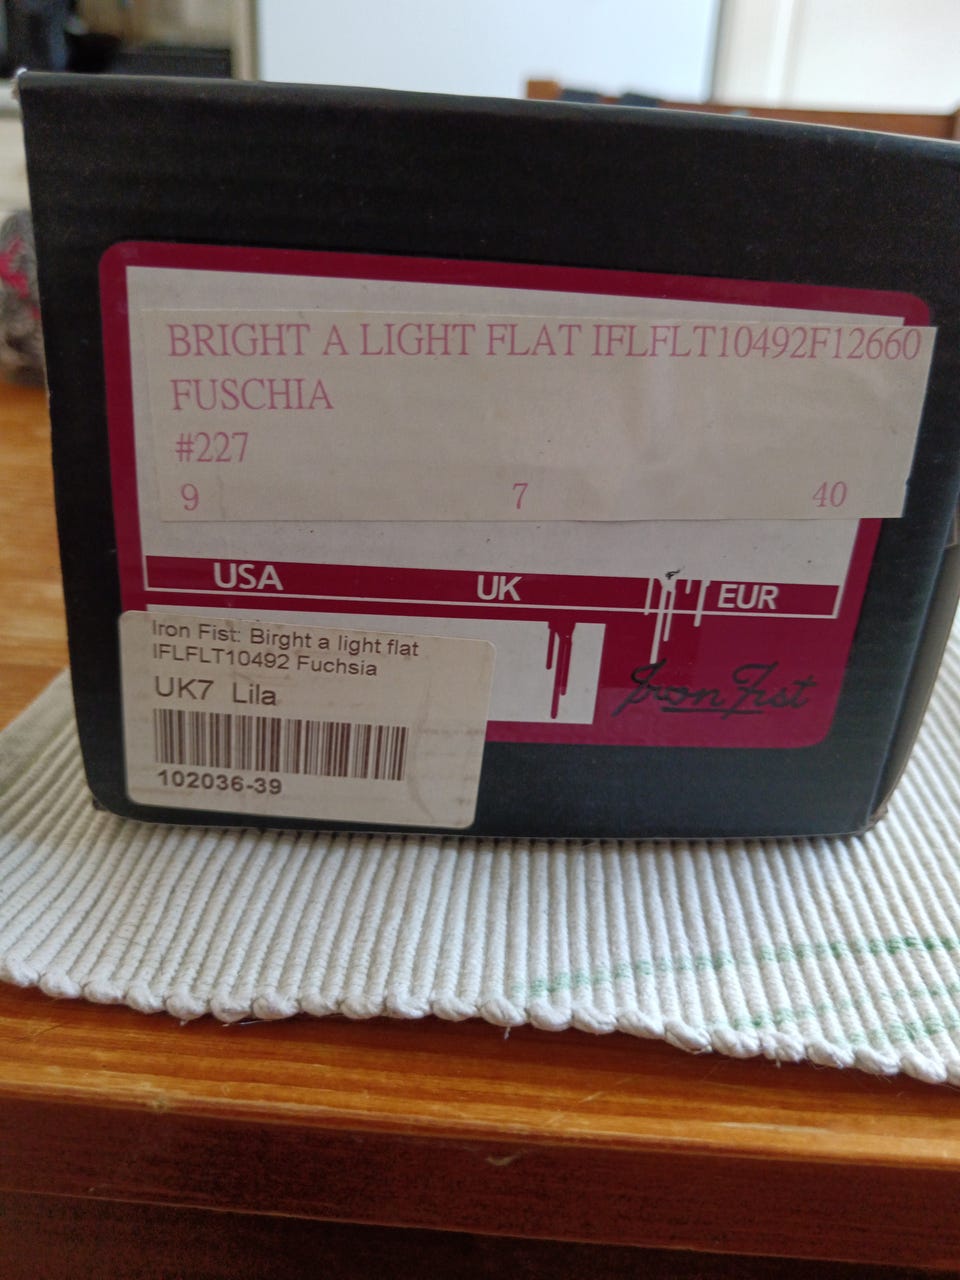 BRIGHT A LIGHT FLAT IFLFLT10492F12660
FUSCHIA
#227
9 7 40
USA UK EUR
Iron Fist: Birght a light flat
IFLFLT10492 Fuchsia
UK7 Lila
102036-39
Iron Fist